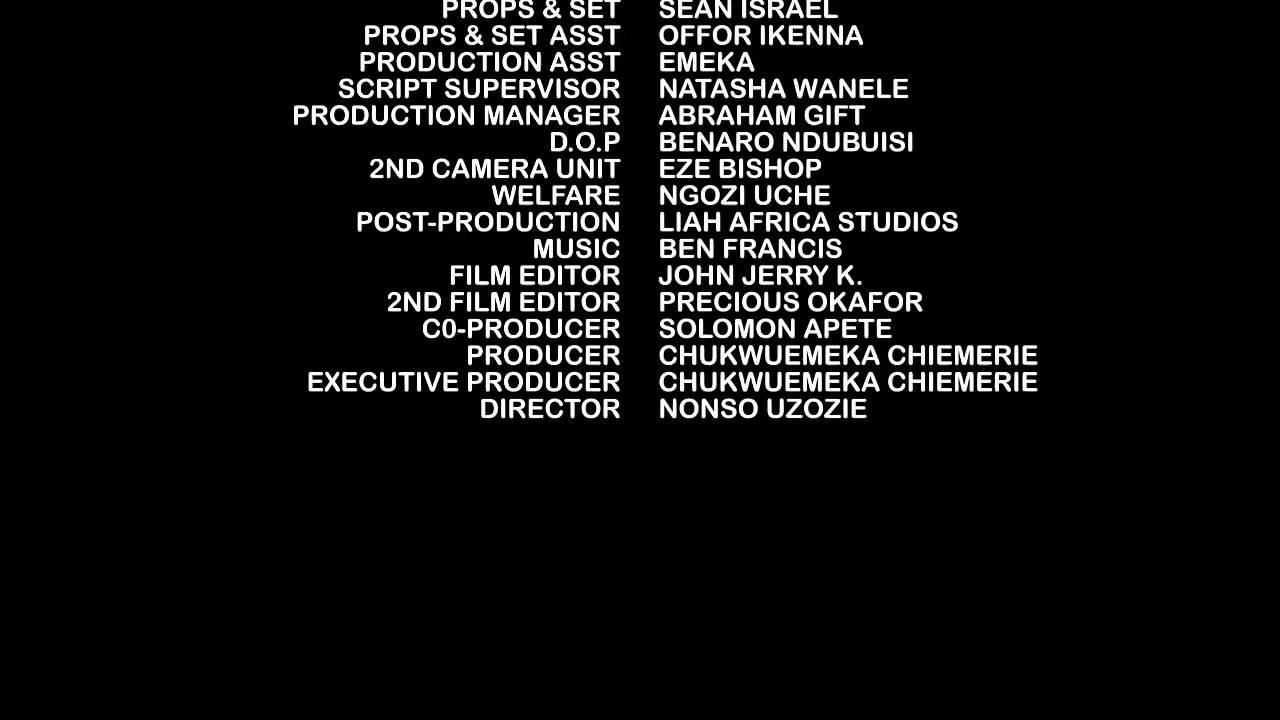 PROPS & SET SEAN ISRAEL
PROPS & SET ASST OFFOR IKENNA
PRODUCTION ASST EMEKA
SCRIPT SUPERVISOR NATASHA WANELE
PRODUCTION MANAGER ABRAHAM GIFT
D.O.P BENARO NDUBUISI
2ND CAMERA UNIT EZE BISHOP
WELFARE NGOZI UCHE
POST-PRODUCTION LIAH AFRICA STUDIOS
MUSIC BEN FRANCIS
FILM EDITOR JOHN JERRY K.
2ND FILM EDITOR PRECIOUS OKAFOR
C0-PRODUCER SOLOMON APETE
PRODUCER CHUKWUEMEKA CHIEMERIE
EXECUTIVE PRODUCER CHUKWUEMEKA CHIEMERIE
DIRECTOR NONSO UZOZIE